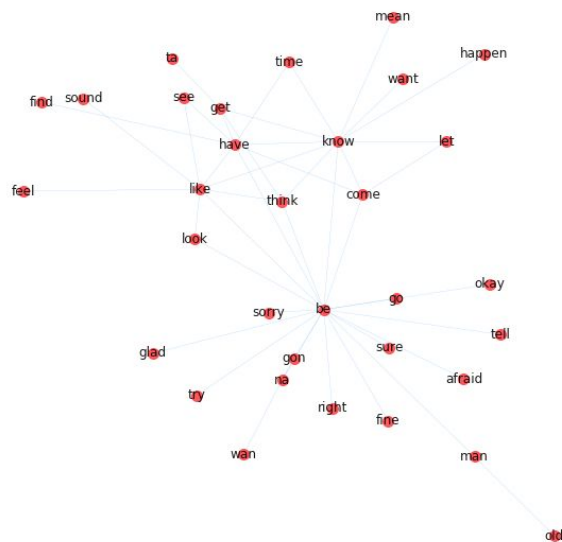 mean
ta
time
happen
want
find
sound
see
get
have
know
let
feel
like
think
come
look
okay
go
sorry
be
tell
glad
gon
sure
na
afraid
try
right
fine
wan
man
old